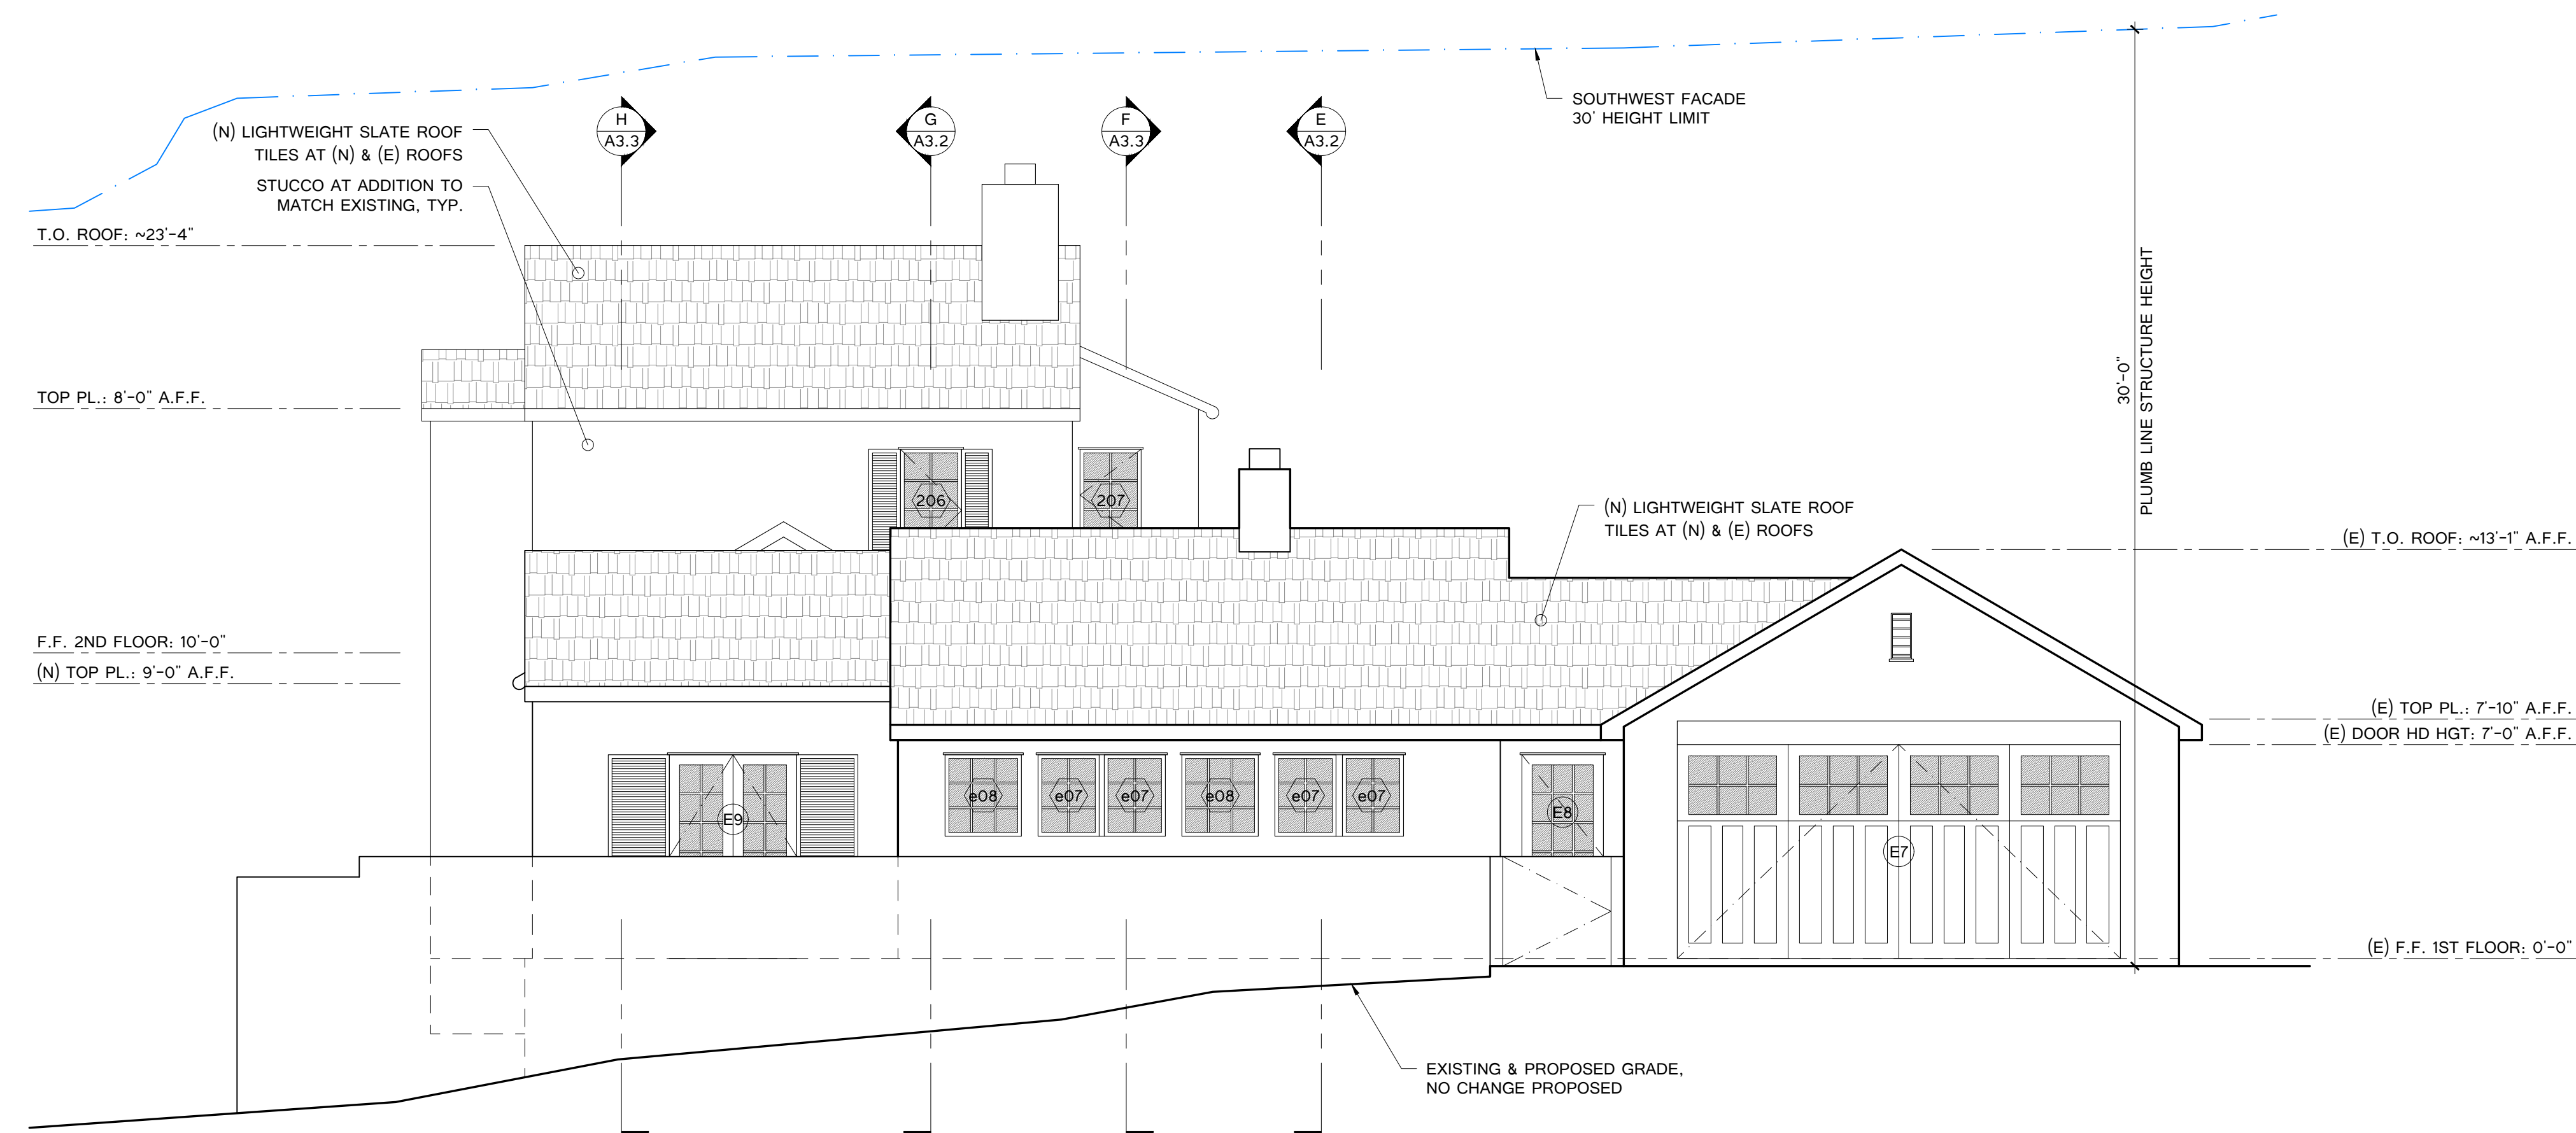 SOUTHWEST FACADE
30' HEIGHT LIMIT
H
A3.3
G
A3.2
F
A3.3
E
A3.2
(N) LIGHTWEIGHT SLATE ROOF
TILES AT (N) & (E) ROOFS
STUCCO AT ADDITION TO
MATCH EXISTING, TYP.
T.O. ROOF: ~23'-4"
TOP PL.: 8'-0" A.F.F.
F.F. 2ND FLOOR: 10'-0"
(N) TOP PL.: 9'-0" A.F.F.
206
207
(N) LIGHTWEIGHT SLATE ROOF
TILES AT (N) & (E) ROOFS
30'-0"
PLUMB LINE STRUCTURE HEIGHT
(E) T.O. ROOF: ~13'-1" A.F.F.
(E) TOP PL.: 7'-10" A.F.F.
(E) DOOR HD HGT: 7'-0" A.F.F.
(E) F.F. 1ST FLOOR: 0'-0"
E9
e08
e07
e07
e08
e07
e07
E8
E7
EXISTING & PROPOSED GRADE,
NO CHANGE PROPOSED